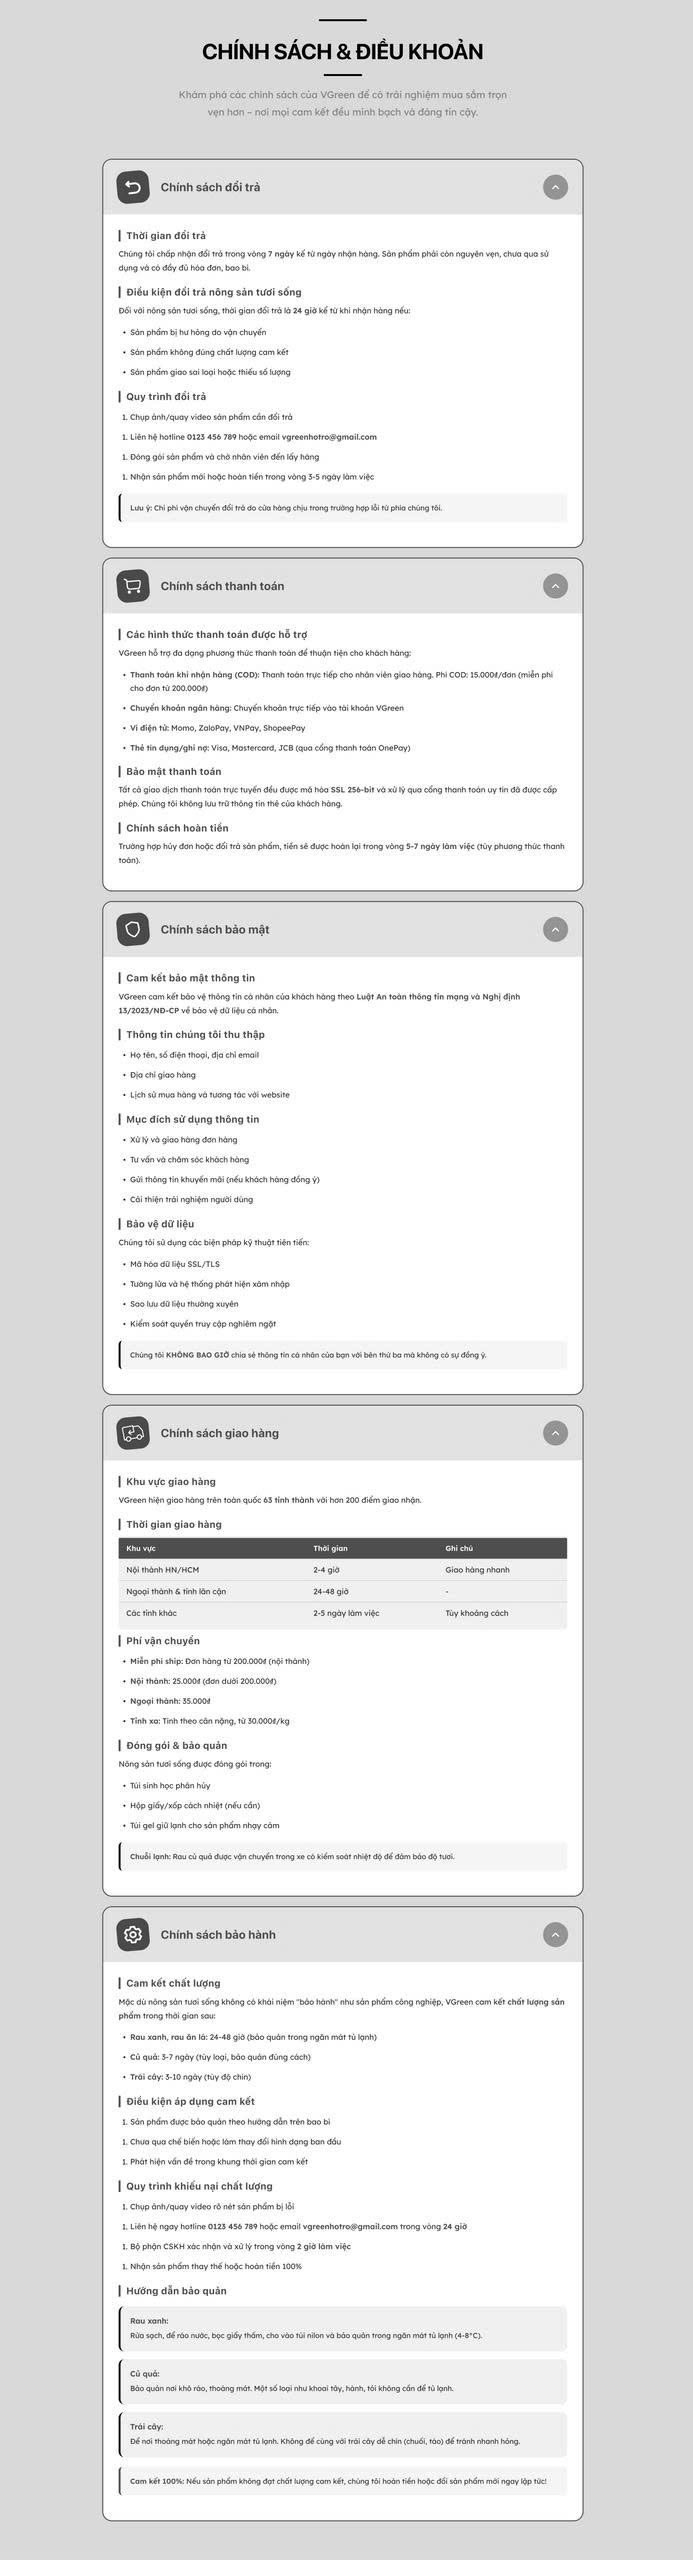 CHÍNH SÁCH & ĐIỀU KHOẢN
Khám phá các chính sách của VGreen để có trải nghiệm mua sắm trọn
vẹn hơn – nơi mọi cam kết đều minh bạch và đáng tin cậy.
Chính sách đổi trả
Thời gian đổi trả
Chúng tôi chấp nhận đổi trả trong vòng 7 ngày kể từ ngày nhận hàng. Sản phẩm phải còn nguyên vẹn, chưa qua sử
dụng và có đầy đủ hóa đơn, bao bì.
Điều kiện đổi trả nông sản tươi sống
Đối với nông sản tươi sống, thời gian đổi trả là 24 giờ kể từ khi nhận hàng nếu:
• Sản phẩm bị hư hỏng do vận chuyển
• Sản phẩm không đúng chất lượng cam kết
• Sản phẩm giao sai loại hoặc thiếu số lượng
Quy trình đổi trả
1. Chụp ảnh/quay video sản phẩm cần đổi trả
1. Liên hệ hotline 0123 456 789 hoặc email vgreenhotro@gmail.com
1. Đóng gói sản phẩm và chờ nhân viên đến lấy hàng
1. Nhận sản phẩm mới hoặc hoàn tiền trong vòng 3-5 ngày làm việc
Lưu ý: Chi phí vận chuyển đổi trả do cửa hàng chịu trong trường hợp lỗi từ phía chúng tôi.
Chính sách thanh toán
Các hình thức thanh toán được hỗ trợ
VGreen hỗ trợ đa dạng phương thức thanh toán để thuận tiện cho khách hàng:
• Thanh toán khi nhận hàng (COD): Thanh toán trực tiếp cho nhân viên giao hàng. Phí COD: 15.000₫/đơn (miễn phí
cho đơn từ 200.000₫)
• Chuyển khoản ngân hàng: Chuyển khoản trực tiếp vào tài khoản VGreen
• Ví điện tử: Momo, ZaloPay, VNPay, ShopeePay
• Thẻ tín dụng/ghi nợ: Visa, Mastercard, JCB (qua cổng thanh toán OnePay)
Bảo mật thanh toán
Tất cả giao dịch thanh toán trực tuyến đều được mã hóa SSL 256-bit và xử lý qua cổng thanh toán uy tín đã được cấp
phép. Chúng tôi không lưu trữ thông tin thẻ của khách hàng.
Chính sách hoàn tiền
Trường hợp hủy đơn hoặc đổi trả sản phẩm, tiền sẽ được hoàn lại trong vòng 5-7 ngày làm việc (tùy phương thức thanh
toán).
Chính sách bảo mật
Cam kết bảo mật thông tin
VGreen cam kết bảo vệ thông tin cá nhân của khách hàng theo Luật An toàn thông tin mạng và Nghị định
13/2023/NĐ-CP về bảo vệ dữ liệu cá nhân.
Thông tin chúng tôi thu thập
• Họ tên, số điện thoại, địa chỉ email
• Địa chỉ giao hàng
• Lịch sử mua hàng và tương tác với website
Mục đích sử dụng thông tin
• Xử lý và giao hàng đơn hàng
• Tư vấn và chăm sóc khách hàng
• Gửi thông tin khuyến mãi (nếu khách hàng đồng ý)
• Cải thiện trải nghiệm người dùng
Bảo vệ dữ liệu
Chúng tôi sử dụng các biện pháp kỹ thuật tiên tiến:
• Mã hóa dữ liệu SSL/TLS
• Tường lửa và hệ thống phát hiện xâm nhập
• Sao lưu dữ liệu thường xuyên
• Kiểm soát quyền truy cập nghiêm ngặt
Chúng tôi KHÔNG BAO GIỜ chia sẻ thông tin cá nhân của bạn với bên thứ ba mà không có sự đồng ý.
Chính sách giao hàng
Khu vực giao hàng
VGreen hiện giao hàng trên toàn quốc 63 tỉnh thành với hơn 200 điểm giao nhận.
Thời gian giao hàng
Khu vực Thời gian Ghi chú
Nội thành HN/HCM 2-4 giờ Giao hàng nhanh
Ngoại thành & tỉnh lân cận 24-48 giờ -
Các tỉnh khác 2-5 ngày làm việc Tùy khoảng cách
Phí vận chuyển
• Miễn phí ship: Đơn hàng từ 200.000₫ (nội thành)
• Nội thành: 25.000₫ (đơn dưới 200.000₫)
• Ngoại thành: 35.000₫
• Tỉnh xa: Tính theo cân nặng, từ 30.000₫/kg
Đóng gói & bảo quản
Nông sản tươi sống được đóng gói trong:
• Túi sinh học phân hủy
• Hộp giấy/xốp cách nhiệt (nếu cần)
• Túi gel giữ lạnh cho sản phẩm nhạy cảm
Chuỗi lạnh: Rau củ quả được vận chuyển trong xe có kiểm soát nhiệt độ để đảm bảo độ tươi.
Chính sách bảo hành
Cam kết chất lượng
Mặc dù nông sản tươi sống không có khái niệm "bảo hành" như sản phẩm công nghiệp, VGreen cam kết chất lượng sản
phẩm trong thời gian sau:
• Rau xanh, rau ăn lá: 24-48 giờ (bảo quản trong ngăn mát tủ lạnh)
• Củ quả: 3-7 ngày (tùy loại, bảo quản đúng cách)
• Trái cây: 3-10 ngày (tùy độ chín)
Điều kiện áp dụng cam kết
1. Sản phẩm được bảo quản theo hướng dẫn trên bao bì
1. Chưa qua chế biến hoặc làm thay đổi hình dạng ban đầu
1. Phát hiện vấn đề trong khung thời gian cam kết
Quy trình khiếu nại chất lượng
1. Chụp ảnh/quay video rõ nét sản phẩm bị lỗi
1. Liên hệ ngay hotline 0123 456 789 hoặc email vgreenhotro@gmail.com trong vòng 24 giờ
1. Bộ phận CSKH xác nhận và xử lý trong vòng 2 giờ làm việc
1. Nhận sản phẩm thay thế hoặc hoàn tiền 100%
Hướng dẫn bảo quản
Rau xanh:
Rửa sạch, để ráo nước, bọc giấy thấm, cho vào túi nilon và bảo quản trong ngăn mát tủ lạnh (4-8°C).
Củ quả:
Bảo quản nơi khô ráo, thoáng mát. Một số loại như khoai tây, hành, tỏi không cần để tủ lạnh.
Trái cây:
Để nơi thoáng mát hoặc ngăn mát tủ lạnh. Không để cùng với trái cây dễ chín (chuối, táo) để tránh nhanh hỏng.
Cam kết 100%: Nếu sản phẩm không đạt chất lượng cam kết, chúng tôi hoàn tiền hoặc đổi sản phẩm mới ngay lập tức!